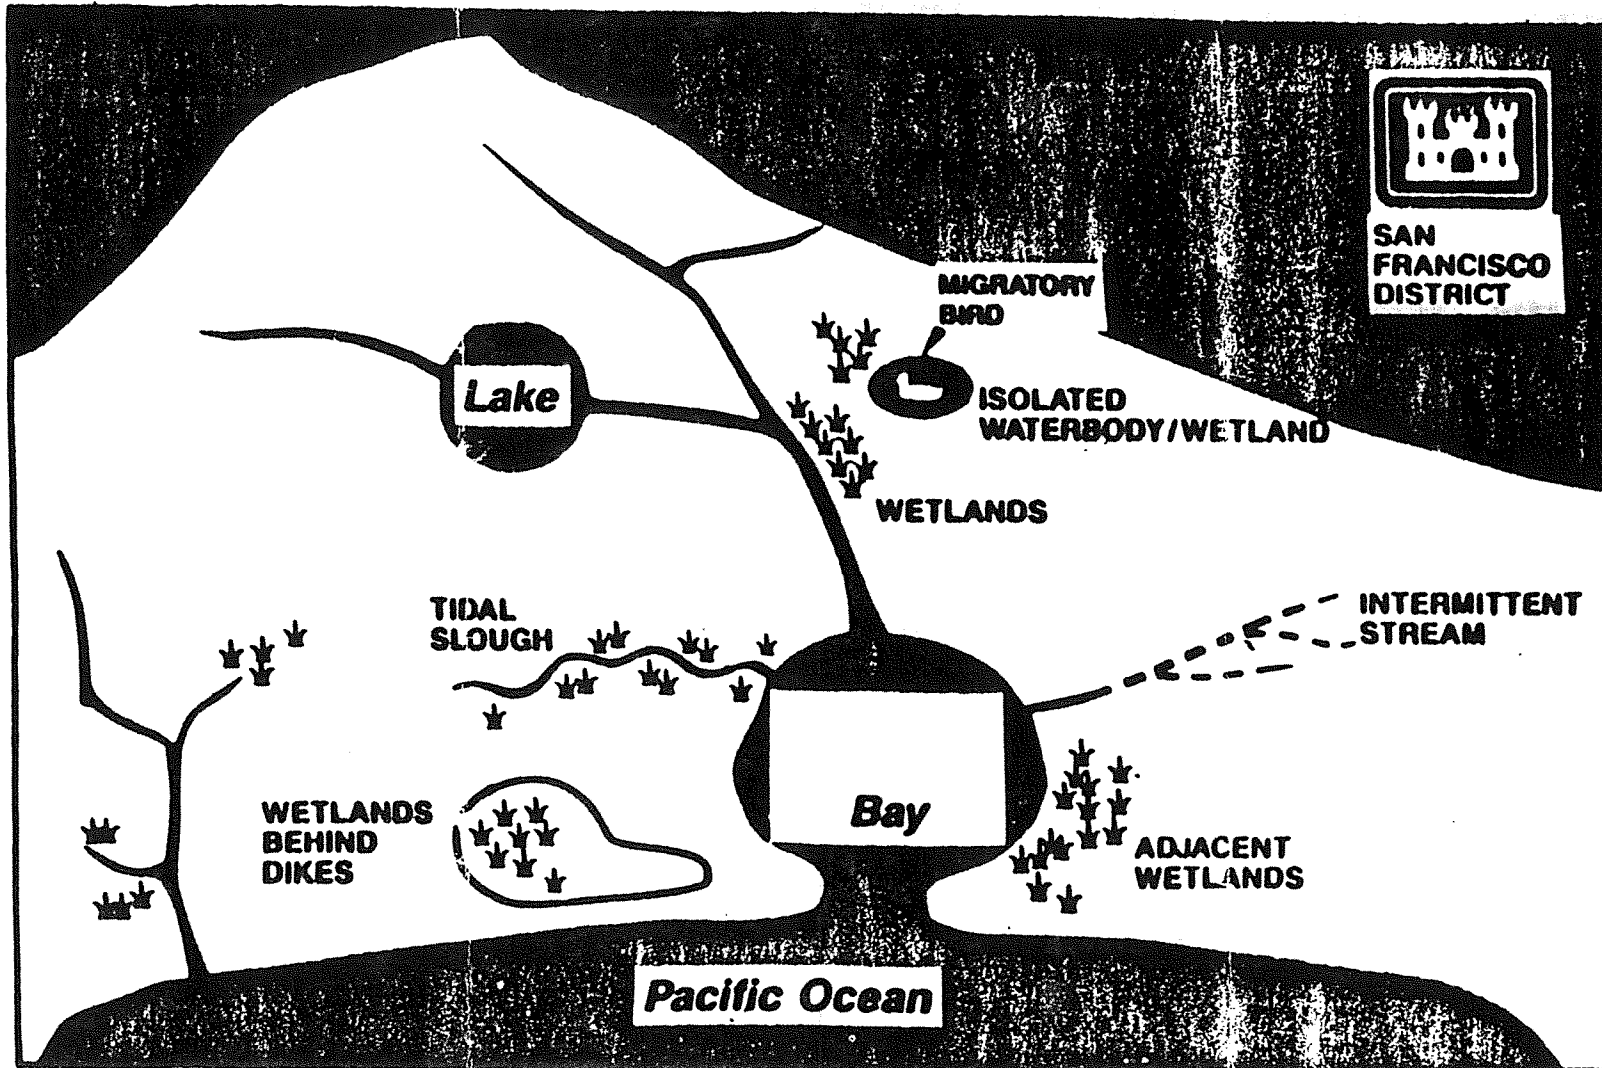 SAN
FRANCISCO
DISTRICT
MIGRATORY
BIRD
Lake
ISOLATED
WATERBODY/WETLAND
WETLANDS
TIDAL
SLOUGH
INTERMITTENT
STREAM
WETLANDS
BEHIND
DIKES
Bay
ADJACENT
WETLANDS
Pacific Ocean